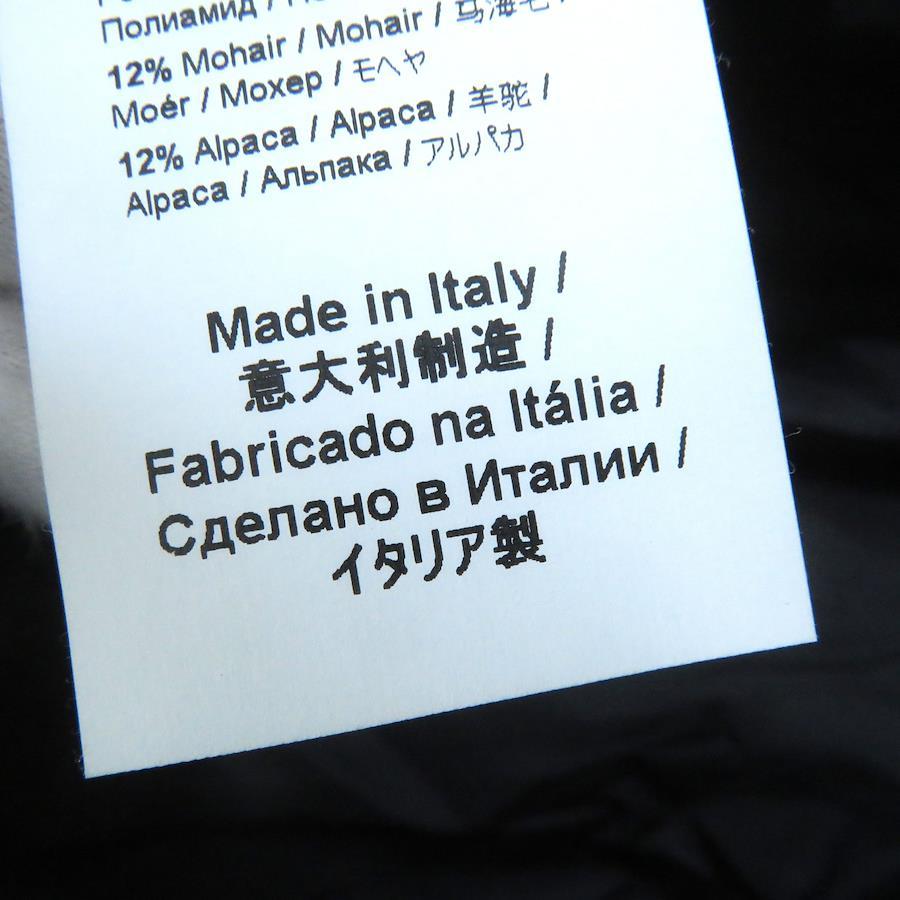 Полиамид /
12% Mohair / Mohair / 马海毛 /
Moér / Мохер / モヘヤ
12% Alpaca / Alpaca / 羊驼 /
Alpaca / Альпака / アルパカ
Made in Italy /
意大利制造 /
Fabricado na Itália /
Сделано в Италии /
イタリア製